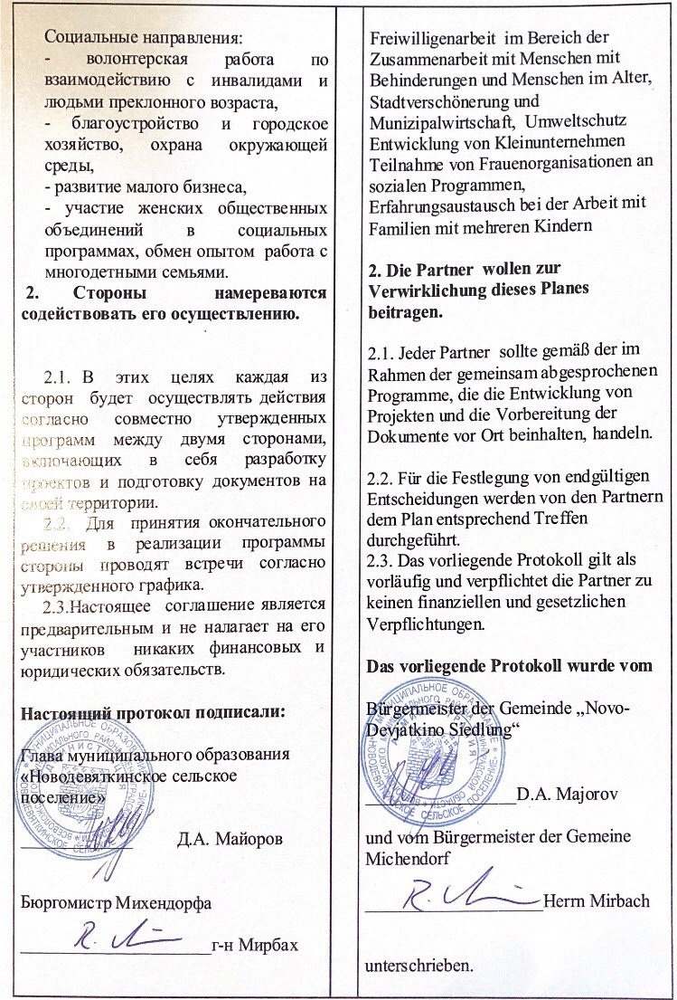 Социальные направления:
- волонтерская работа по
взаимодействию с инвалидами и
людьми преклонного возраста,
- благоустройство и городское
хозяйство, охрана окружающей
среды,
- развитие малого бизнеса,
- участие женских общественных
объединений в социальных
программах, обмен опытом работа с
многодетными семьями.
2. Стороны намереваются
содействовать его осуществлению.
2.1. В этих целях каждая из
сторон будет осуществлять действия
согласно совместно утвержденных
программ между двумя сторонами,
включающих в себя разработку
проектов и подготовку документов на
своей территории.
2.2. Для принятия окончательного
решения в реализации программы
стороны проводят встречи согласно
утвержденного графика.
2.3.Настоящее соглашение является
предварительным и не налагает на его
участников никаких финансовых и
юридических обязательств.
Настоящий протокол подписали:
Глава муниципального образования
«Новодевяткинское сельское
поселение»
Д.А. Майоров
Бюргомистр Михендорфа
г-н Мирбах
Freiwilligenarbeit im Bereich der
Zusammenarbeit mit Menschen mit
Behinderungen und Menschen im Alter,
Stadtverschönerung und
Munizipalwirtschaft, Umweltschutz
Entwicklung von Kleinunternehmen
Teilnahme von Frauenorganisationen an
sozialen Programmen,
Erfahrungsaustausch bei der Arbeit mit
Familien mit mehreren Kindern
2. Die Partner wollen zur
Verwirklichung dieses Planes
beitragen.
2.1. Jeder Partner sollte gemäß der im
Rahmen der gemeinsam abgesprochenen
Programme, die die Entwicklung von
Projekten und die Vorbereitung der
Dokumente vor Ort beinhalten, handeln.
2.2. Für die Festlegung von endgültigen
Entscheidungen werden von den Partnern
dem Plan entsprechend Treffen
durchgeführt.
2.3. Das vorliegende Protokoll gilt als
vorläufig und verpflichtet die Partner zu
keinen finanziellen und gesetzlichen
Verpflichtungen.
Das vorliegende Protokoll wurde vom
Bürgermeister der Gemeinde „Novo-
Devjatkino Siedlung“
D.A. Majorov
und vom Bürgermeister der Gemeine
Michendorf
Herrn Mirbach
unterschrieben.